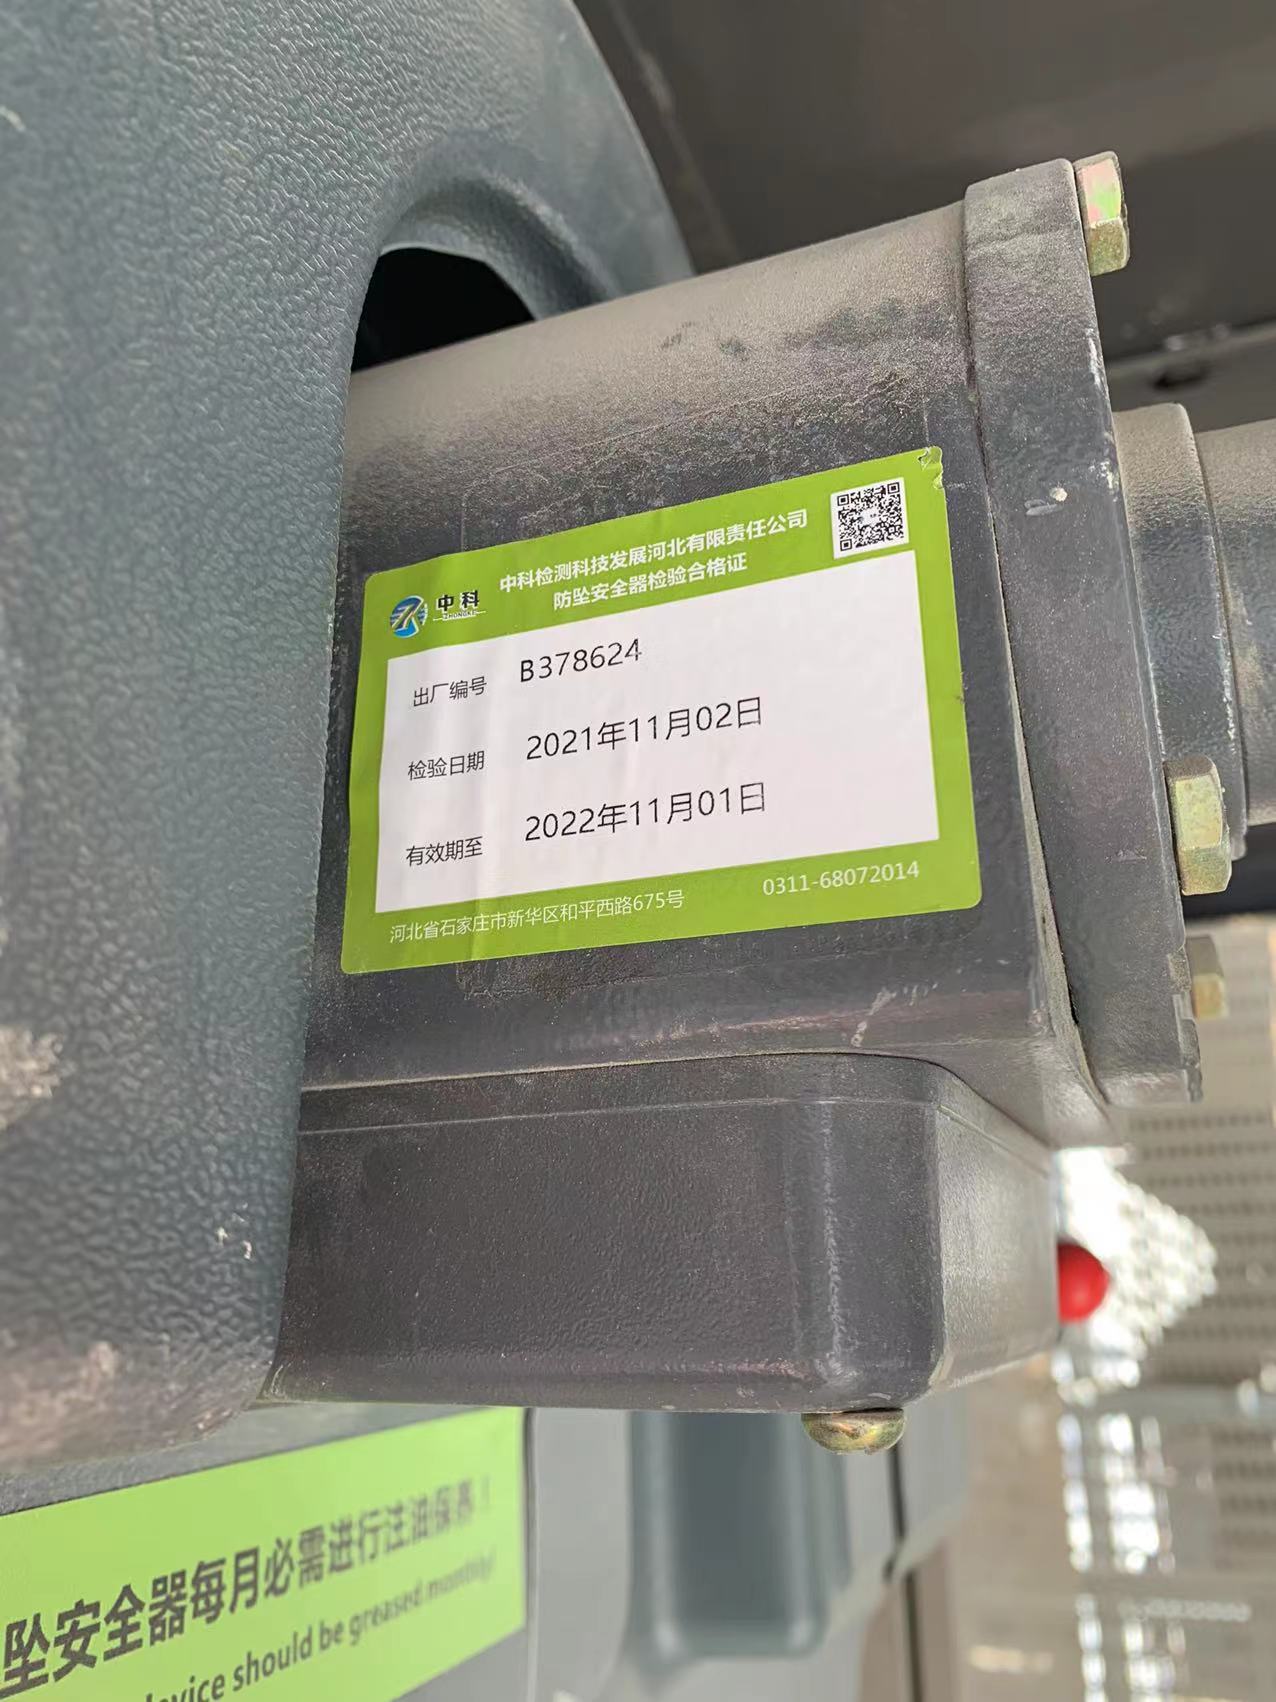 中科检测科技发展河北有限责任公司
中科
ZHONGKE
防坠安全器检验合格证
出厂编号 B378624
检验日期 2021年11月02日
有效期至 2022年11月01日
河北省石家庄市新华区和平西路675号 0311-68072014
坠安全器每月必需进行注油保养！
device should be greased monthly!